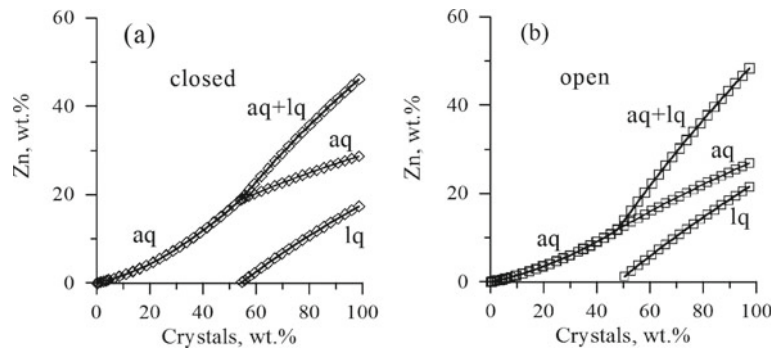 (a)
closed
aq+lq
aq
aq
lq
Zn, wt.%
60
40
20
0
0 20 40 60 80 100
Crystals, wt.%
(b)
open
aq+lq
aq
aq
lq
Zn, wt.%
60
40
20
0
0 20 40 60 80 100
Crystals, wt.%